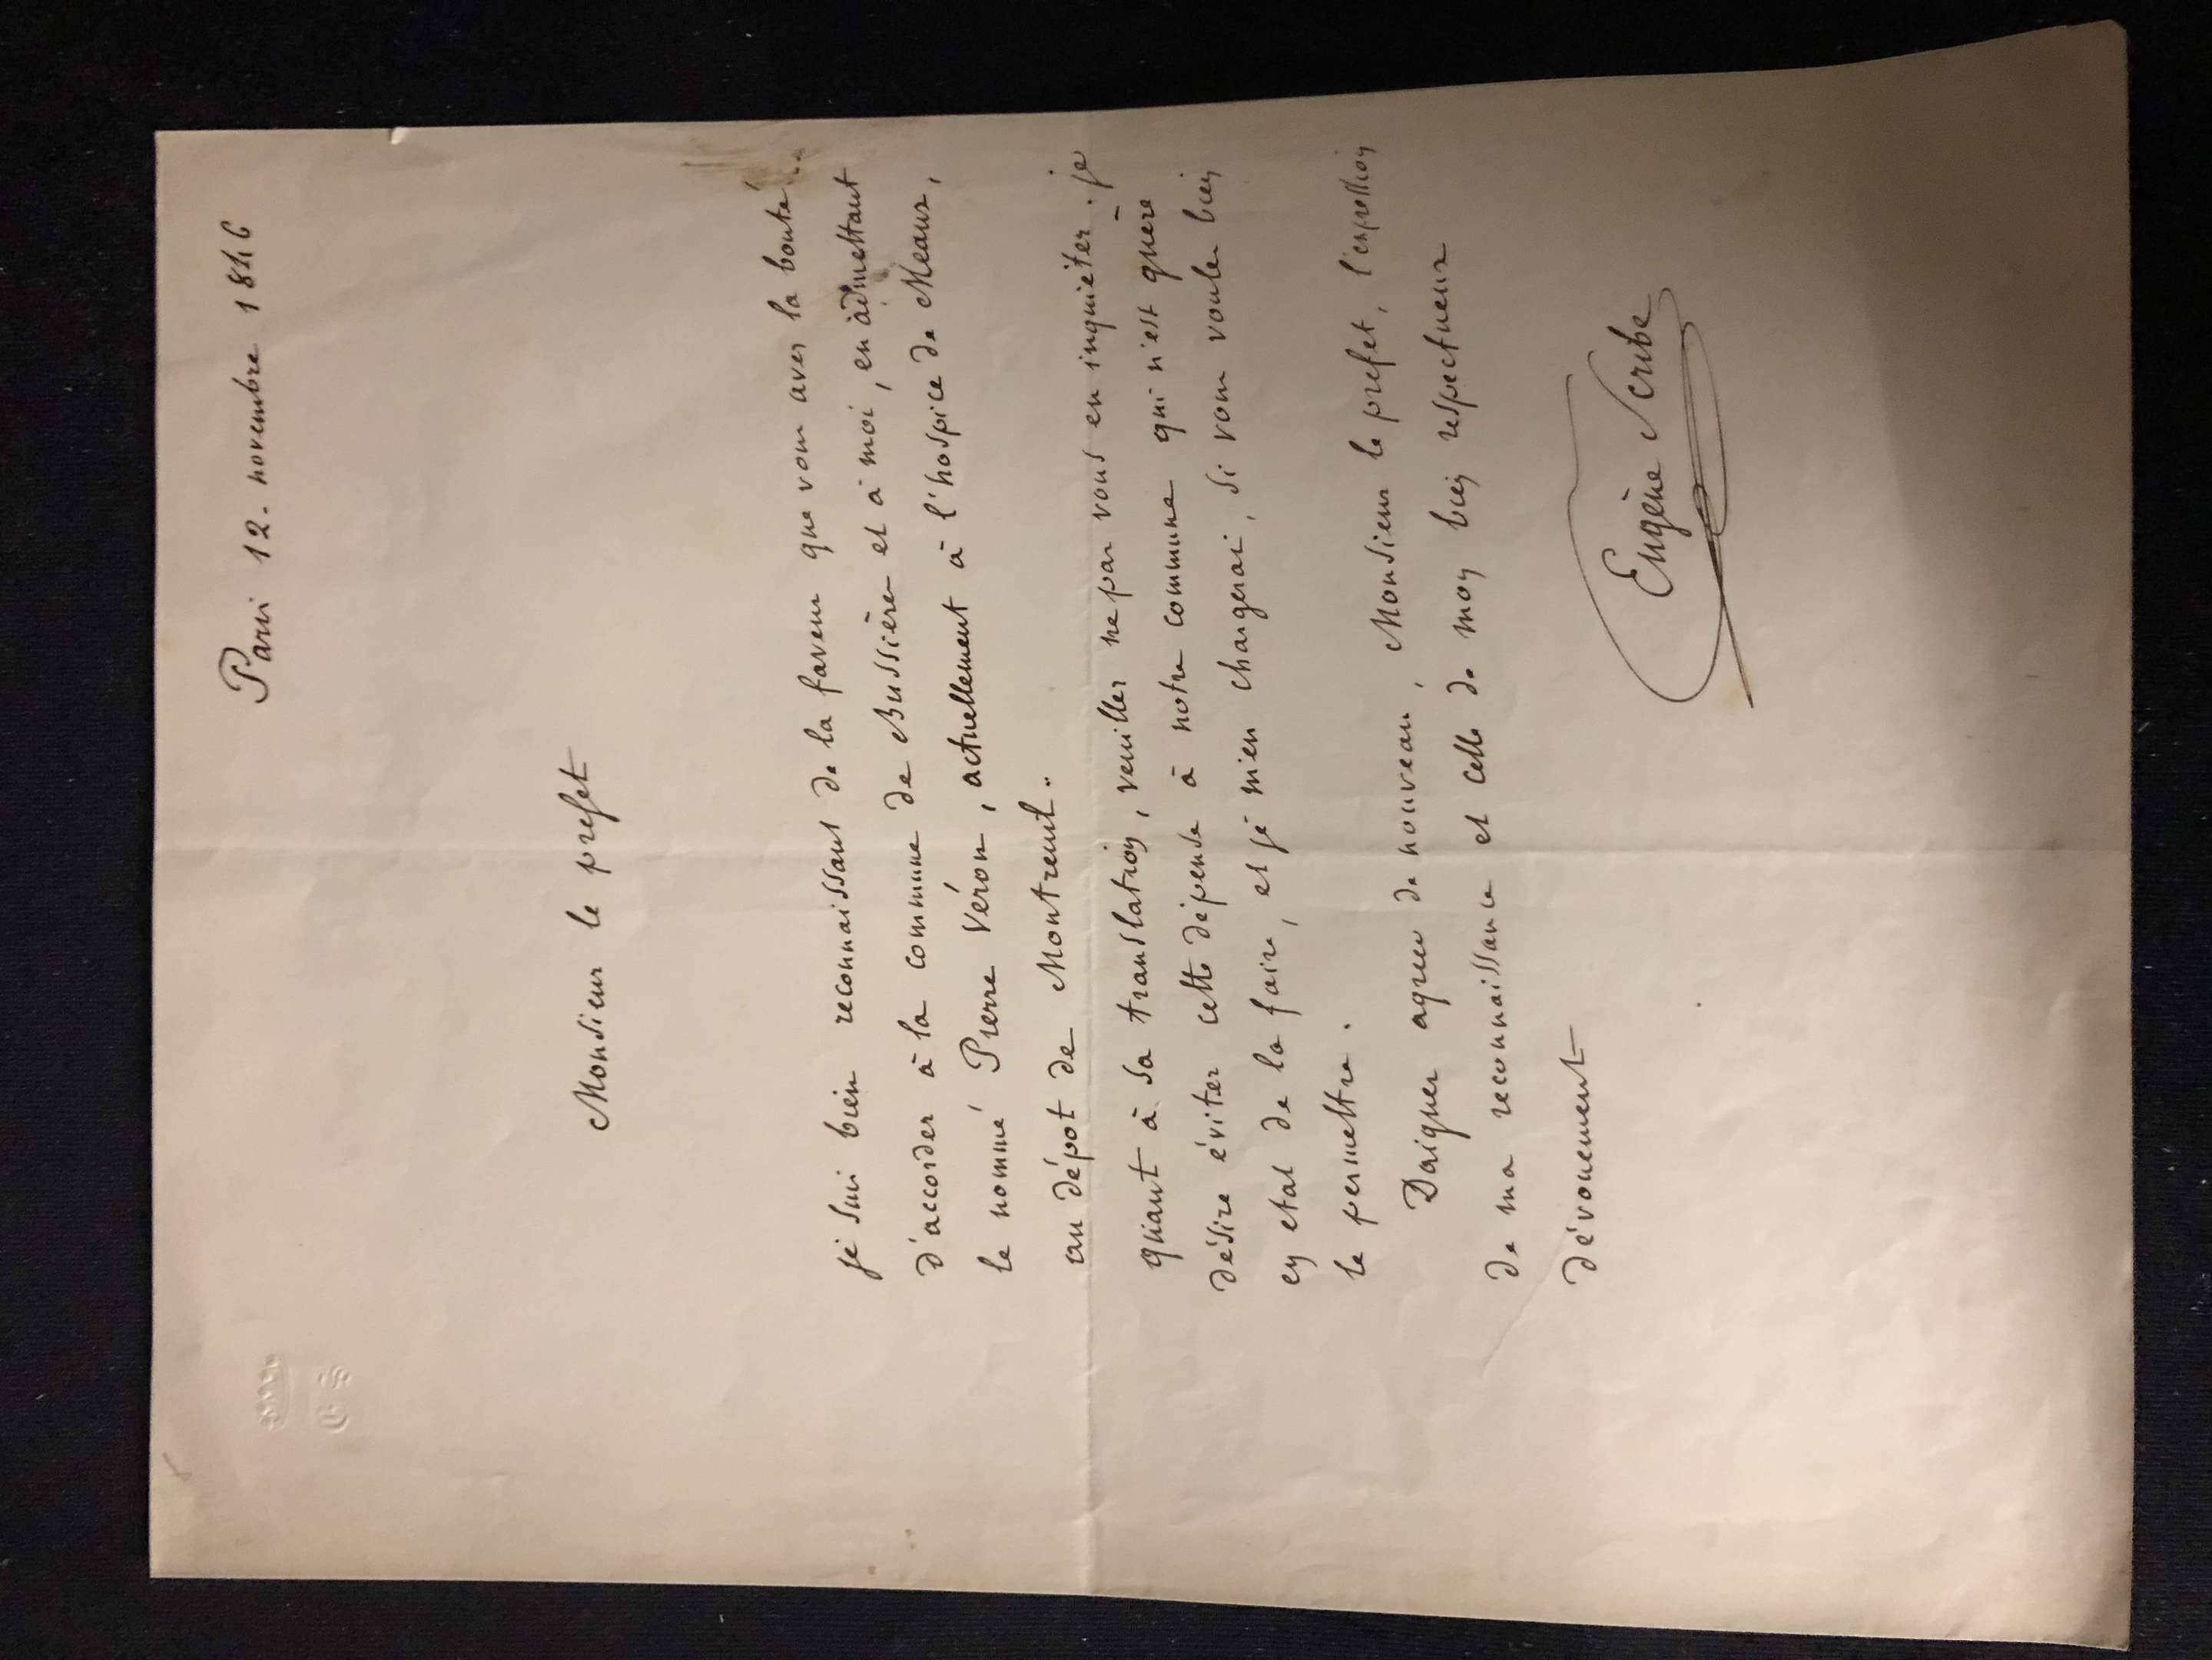 Paris 12. novembre 1846
Monsieur le prefet
je suis bien reconnaissant de la faveur que vous avez la bonté
d'accorder à la commune de Bussières et à moi, en admettant
le nommé Pierre Véron, actuellement à l'hospice de Meaux,
au dépot de Montreuil..
quant à sa translation, veuillez ne pas vous en inquiéter. je
désire éviter cette dépense à notre commune qui n'est guère
en etat de la faire, et je m'en chargerai, si vous voulez bien
le permettre.
Daignez agréer de nouveau, Monsieur le prefet, l'expression
de ma reconnaissance et celle de mon bien respectueux
dévouement
Eugène Scribe